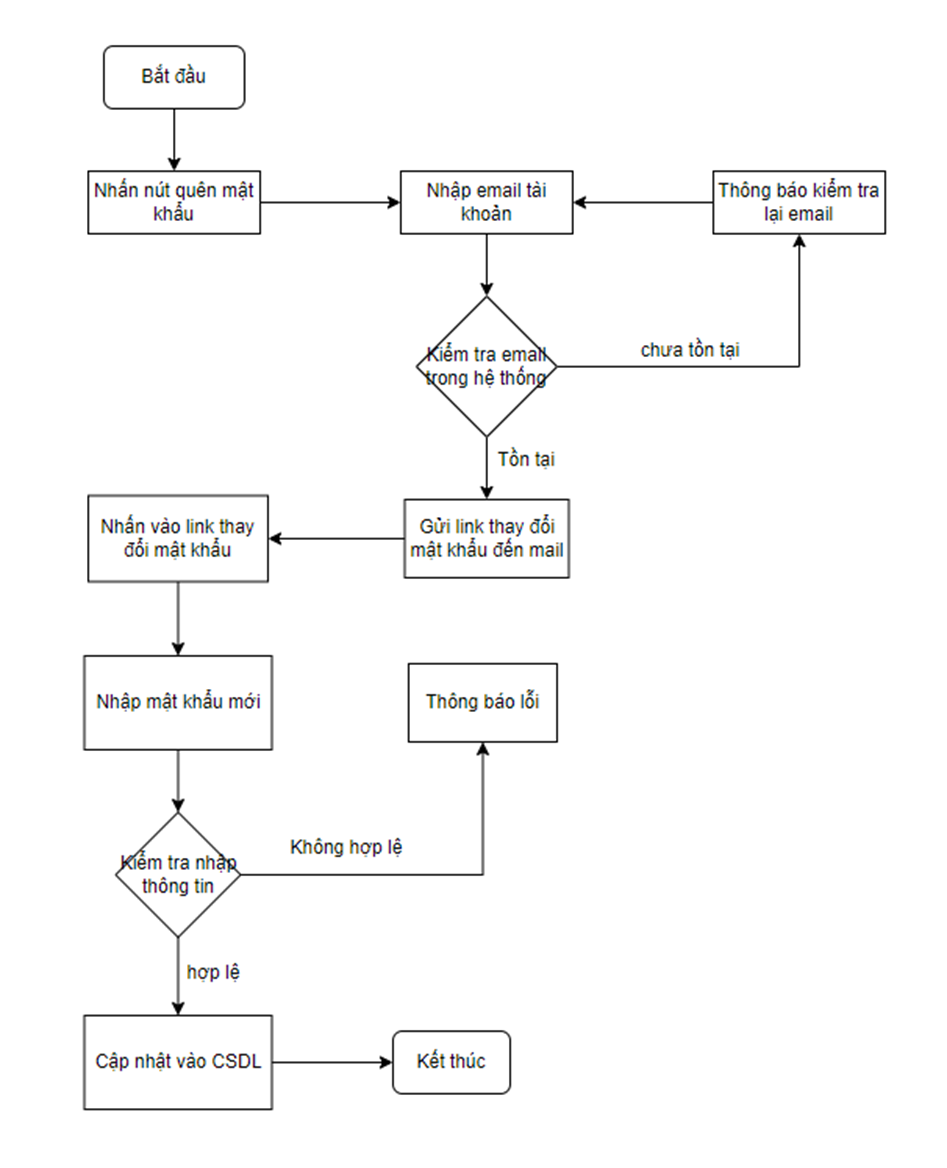 Bắt đầu
Nhấn nút quên mật
khẩu
Nhập email tài
khoản
Thông báo kiểm tra
lại email
Kiểm tra email
trong hệ thống
chưa tồn tại
Tồn tại
Gửi link thay đổi
mật khẩu đến mail
Nhấn vào link thay
đổi mật khẩu
Nhập mật khẩu mới
Thông báo lỗi
Kiểm tra nhập
thông tin
Không hợp lệ
hợp lệ
Cập nhật vào CSDL
Kết thúc